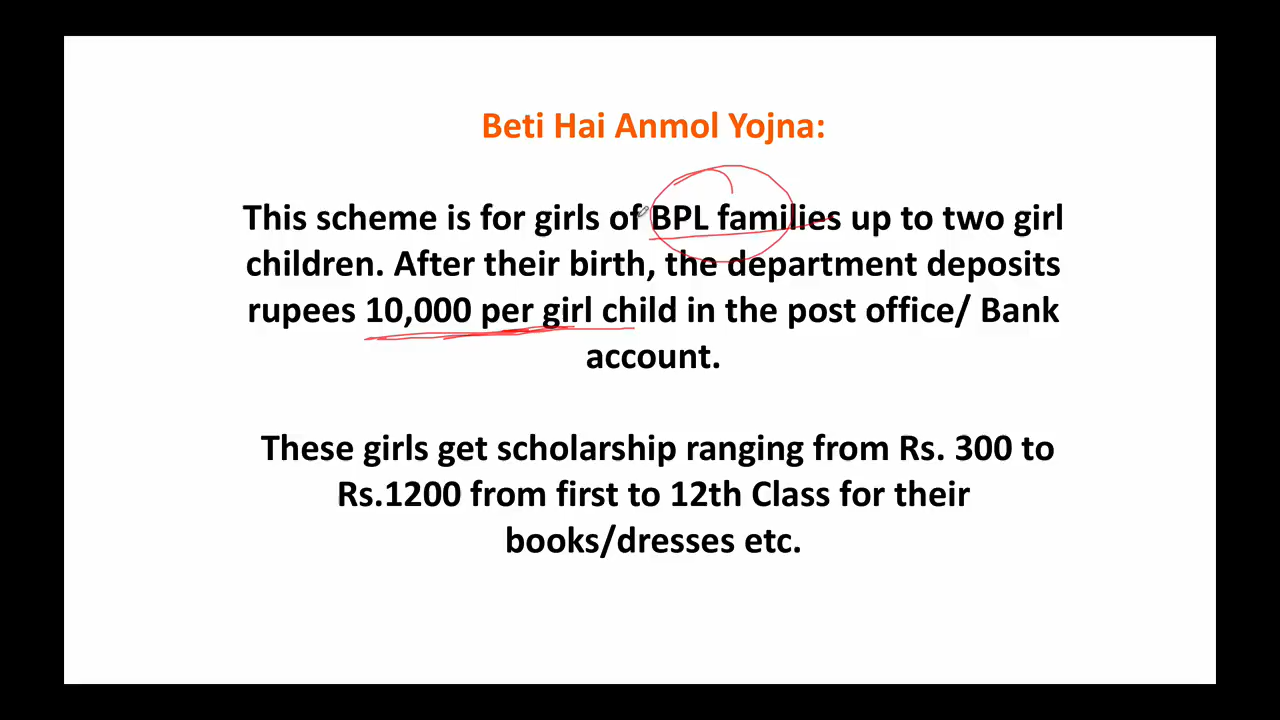 Beti Hai Anmol Yojna:
This scheme is for girls of BPL families up to two girl
children. After their birth, the department deposits
rupees 10,000 per girl child in the post office/ Bank
account.
These girls get scholarship ranging from Rs. 300 to
Rs.1200 from first to 12th Class for their
books/dresses etc.